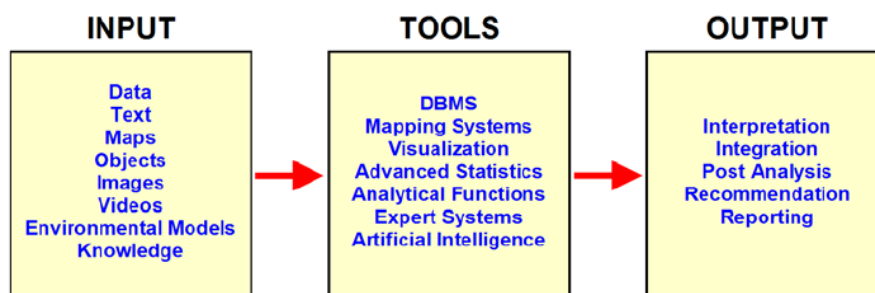 INPUT
Data
Text
Maps
Objects
Images
Videos
Environmental Models
Knowledge
TOOLS
DBMS
Mapping Systems
Visualization
Advanced Statistics
Analytical Functions
Expert Systems
Artificial Intelligence
OUTPUT
Interpretation
Integration
Post Analysis
Recommendation
Reporting